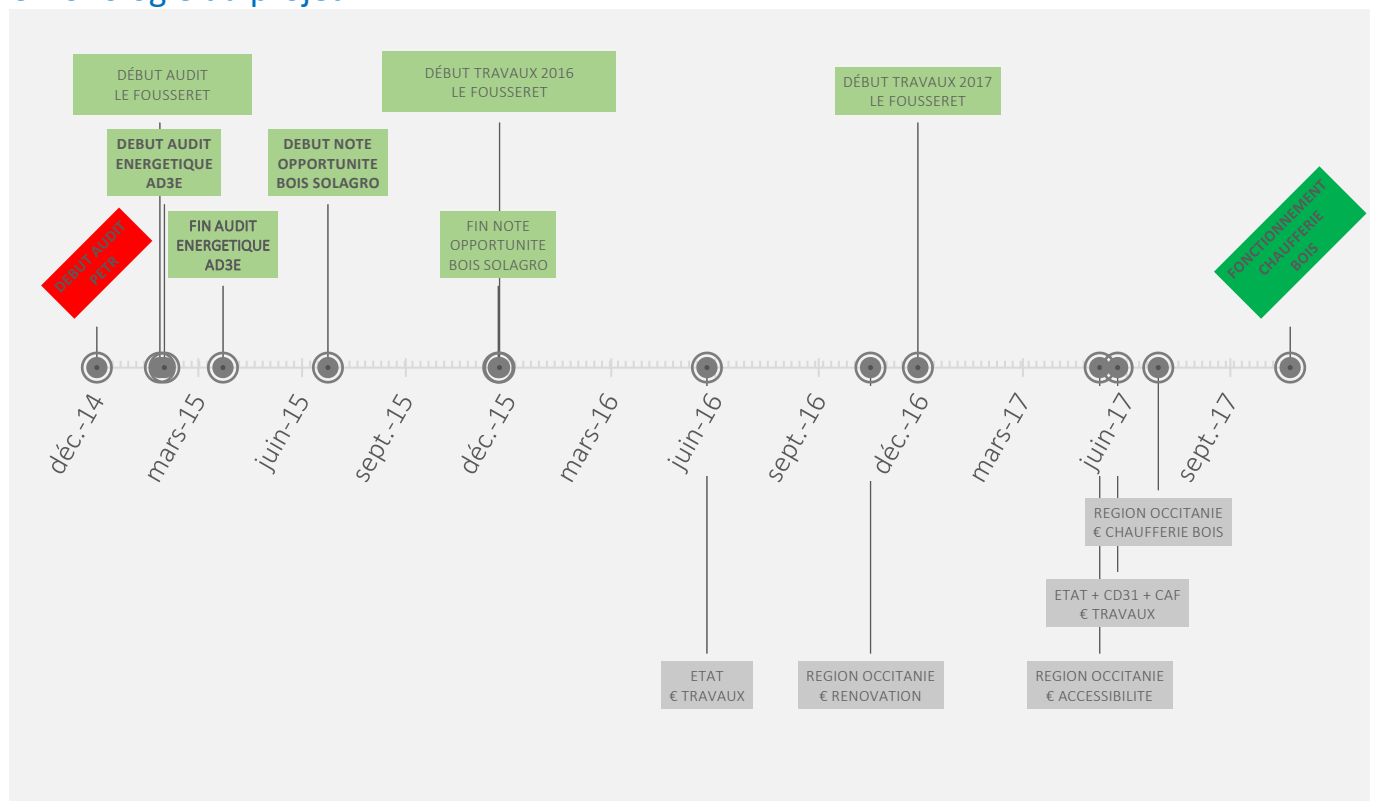 DÉBUT AUDIT
LE FOUSSERET
DÉBUT TRAVAUX 2016
LE FOUSSERET
DÉBUT TRAVAUX 2017
LE FOUSSERET
DEBUT AUDIT
ENERGETIQUE
AD3E
DEBUT NOTE
OPPORTUNITE
BOIS SOLAGRO
DEBUT AUDIT
PETR
FIN AUDIT
ENERGETIQUE
AD3E
FIN NOTE
OPPORTUNITE
BOIS SOLAGRO
FONCTIONNEMENT
CHAUFFERIE
BOIS
déc.-14
mars-15
juin-15
sept.-15
déc.-15
mars-16
juin-16
sept.-16
déc.-16
mars-17
juin-17
sept.-17
REGION OCCITANIE
€ CHAUFFERIE BOIS
ETAT + CD31 + CAF
€ TRAVAUX
ETAT
€ TRAVAUX
REGION OCCITANIE
€ RENOVATION
REGION OCCITANIE
€ ACCESSIBILITE